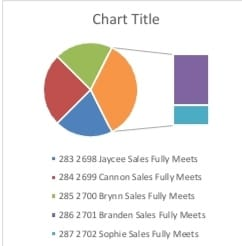 Chart Title
283 2698 Jaycee Sales Fully Meets
284 2699 Cannon Sales Fully Meets
285 2700 Brynn Sales Fully Meets
286 2701 Branden Sales Fully Meets
287 2702 Sophie Sales Fully Meets